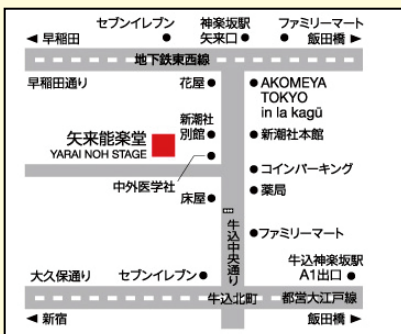 セブンイレブン
神楽坂駅
矢来口
ファミリーマート
早稲田
飯田橋
地下鉄東西線
早稲田通り
花屋
AKOMEYA
TOKYO
in la kagū
新潮社
別館
新潮社本館
矢来能楽堂
YARAI NOH STAGE
中外医学社
コインパーキング
床屋
薬局
牛込中央通り
ファミリーマート
牛込神楽坂駅
A1出口
大久保通り
セブンイレブン
牛込北町
都営大江戸線
新宿
飯田橋